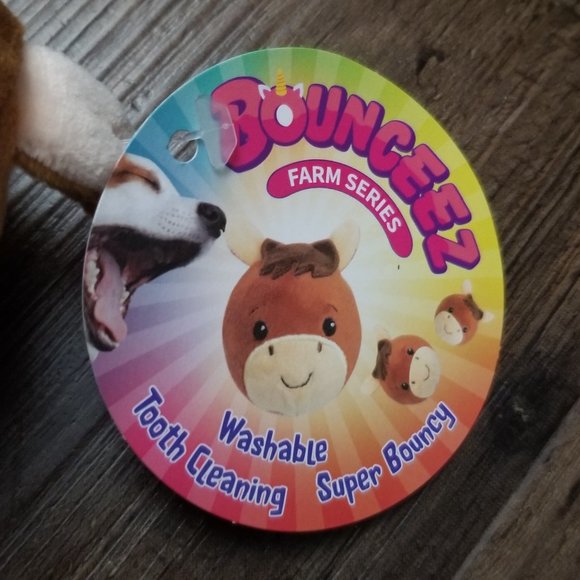 BOUNCEEZ
FARM SERIES
Washable
Tooth Cleaning
Super Bouncy